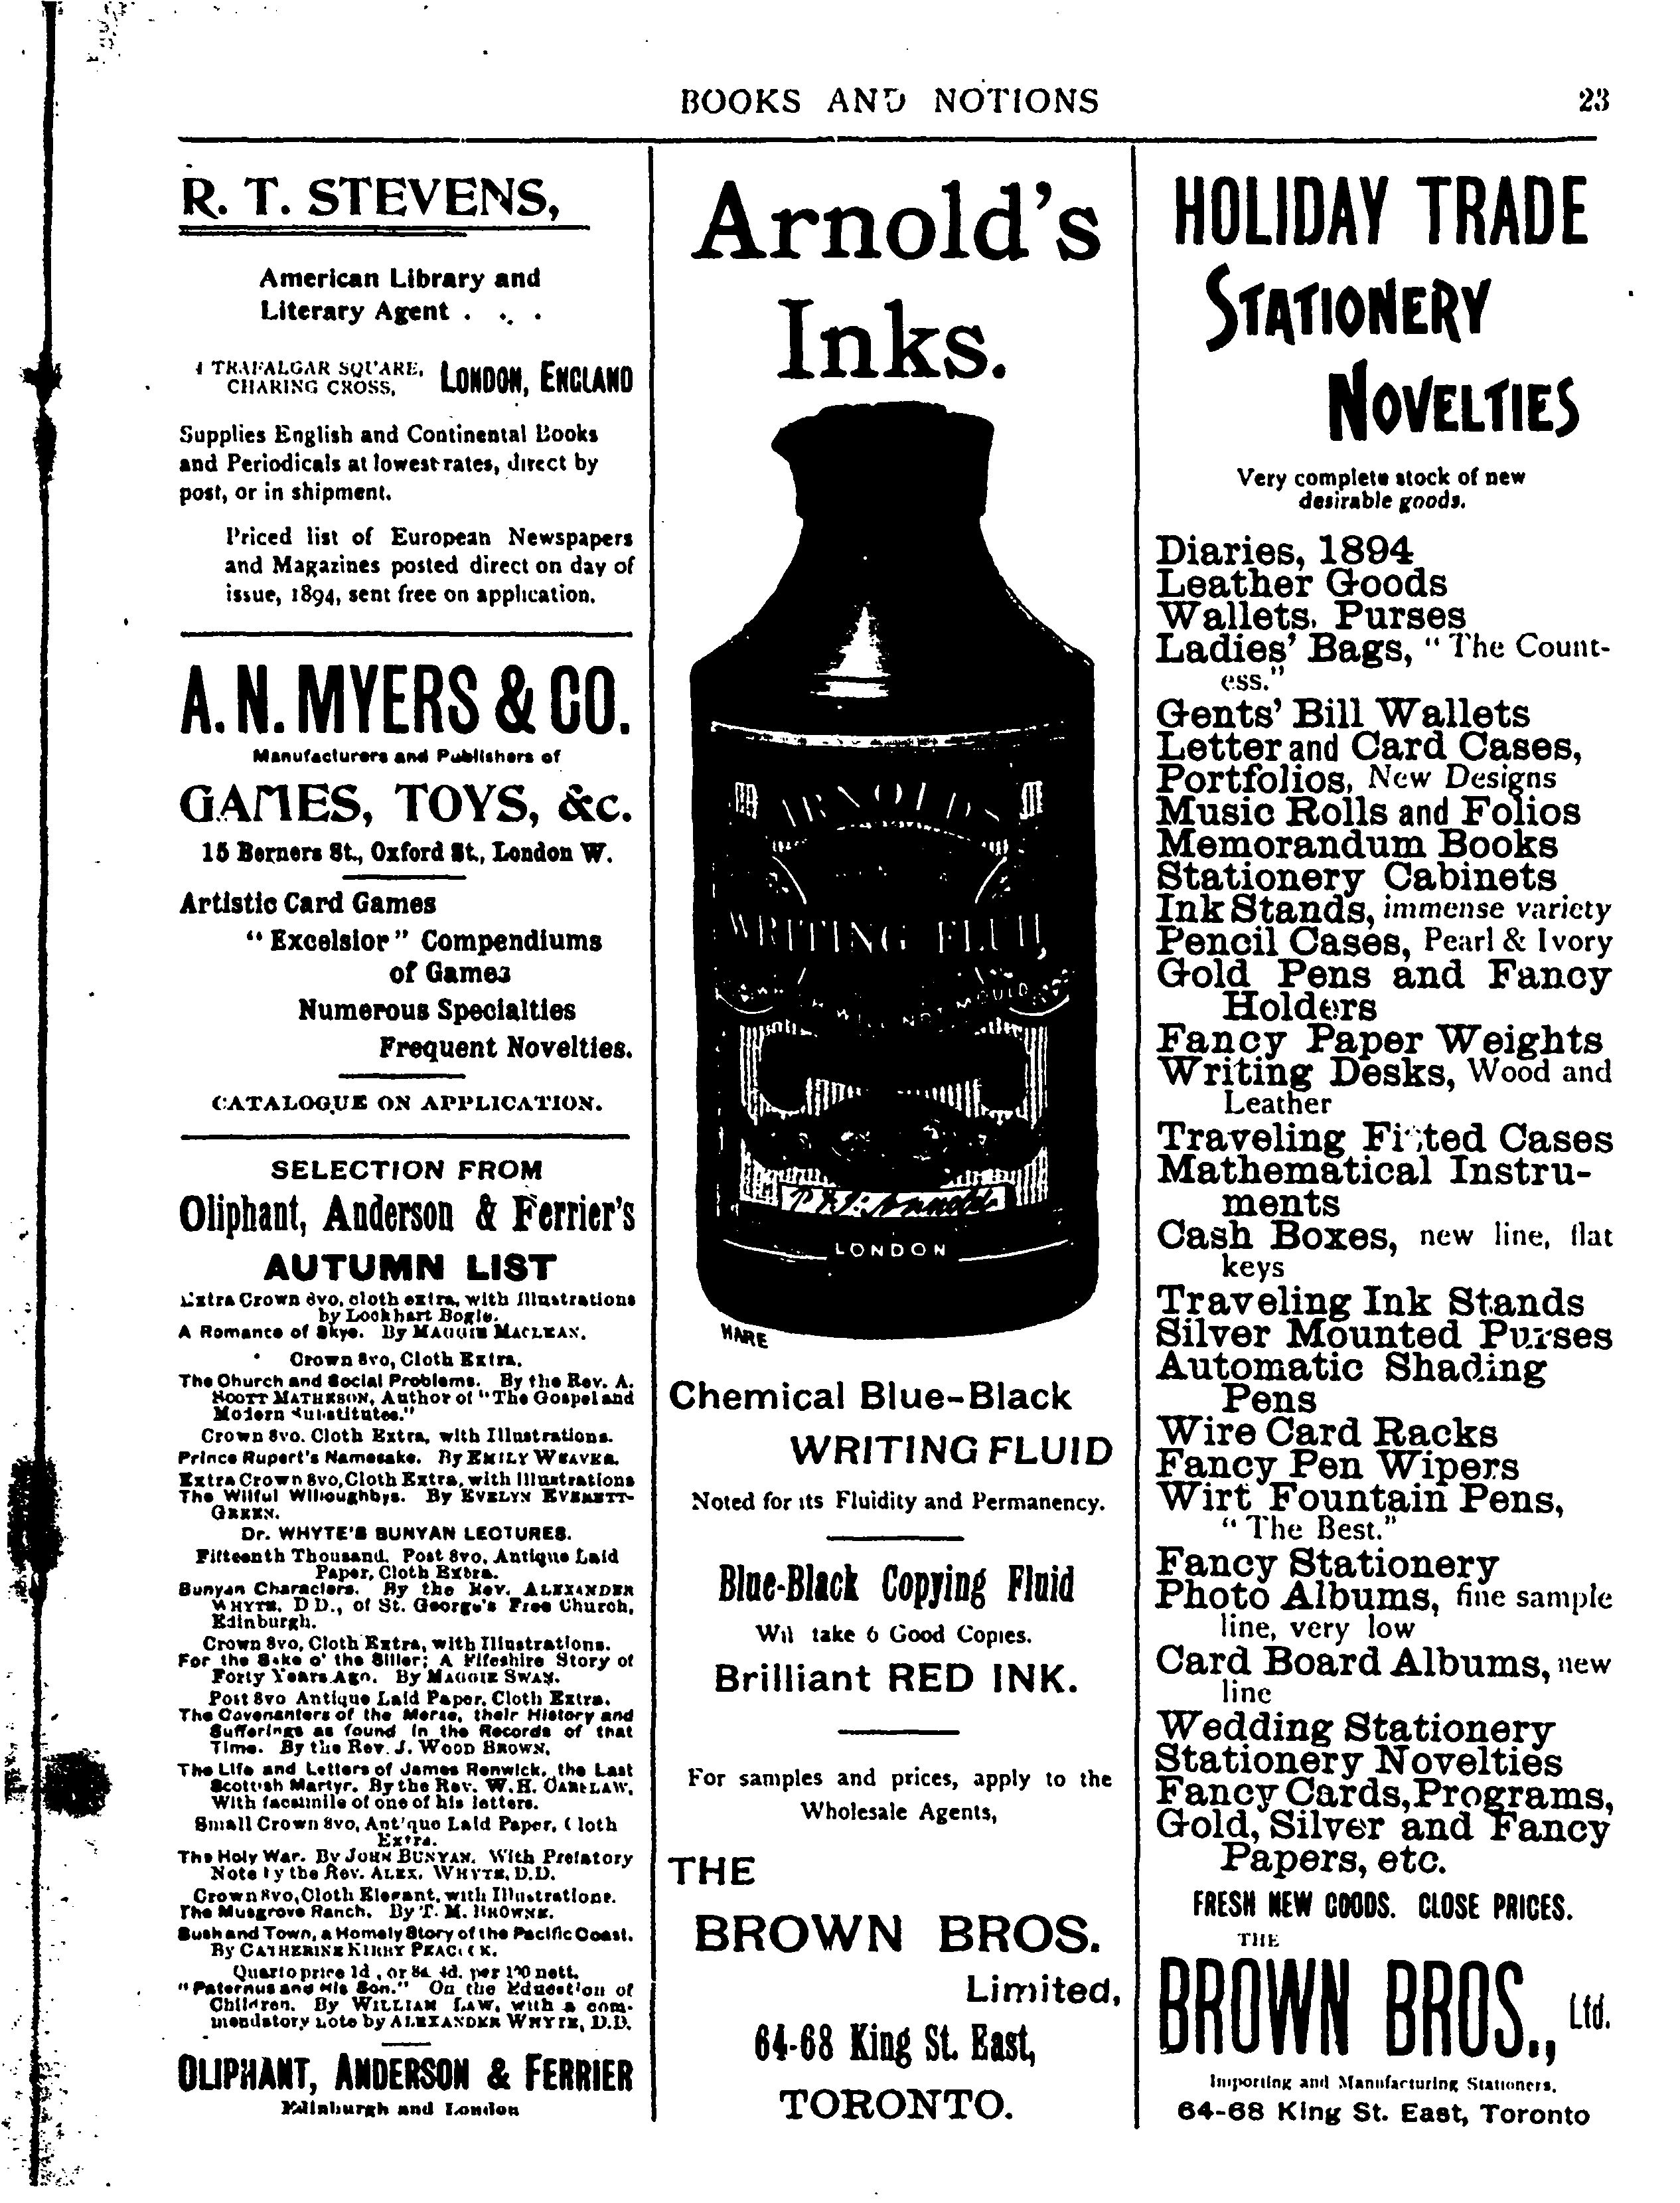 BOOKS AND NOTIONS
23
R. T. STEVENS,
American Library and
Literary Agent . . .
4 TRAFALGAR SQUARE,
CHARING CROSS,
LONDON, ENGLAND
Supplies English and Continental Books
and Periodicals at lowest rates, direct by
post, or in shipment.
Priced list of European Newspapers
and Magazines posted direct on day of
issue, 1894, sent free on application.
A. N. MYERS & CO.
Manufacturers and Publishers of
GAMES, TOYS, &c.
15 Berners St., Oxford St., London W.
Artistic Card Games
"Excelsior" Compendiums
of Games
Numerous Specialties
Frequent Novelties.
CATALOGUE ON APPLICATION.
SELECTION FROM
Oliphant, Anderson & Ferrier's
AUTUMN LIST
Extra Crown 8vo, cloth extra, with Illustrations
by Lockhart Bogle.
A Romance of Skye. By MAGGIE MACLEAN.
Crown 8vo, Cloth Extra.
The Church and Social Problems. By the Rev. A.
SCOTT MATHESON, Author of "The Gospel and
Modern Substitutes."
Crown 8vo. Cloth Extra, with Illustrations.
Prince Rupert's Namesake. By EMILY WEAVER.
Extra Crown 8vo, Cloth Extra, with Illustrations
The Wilful Willoughbys. By EVELYN EVERETT-
GREEN.
Dr. WHYTE'S BUNYAN LECTURES.
Fifteenth Thousand. Post 8vo, Antique Laid
Paper, Cloth Extra.
Bunyan Characters. By the Rev. ALEXANDER
WHYTE, D D., of St. George's Free Church,
Edinburgh.
Crown 8vo, Cloth Extra, with Illustrations.
For the Sake o' the Siller; A Fifeshire Story of
Forty Years Ago. By MAGGIE SWAN.
Post 8vo Antique Laid Paper, Cloth Extra.
The Covenanters of the Merse, their History and
Sufferings as found in the Records of that
Time. By the Rev. J. WOOD BROWN.
The Life and Letters of James Renwick, the Last
Scottish Martyr. By the Rev. W. H. CARSLAW,
With facsimile of one of his letters.
Small Crown 8vo, Ant'que Laid Paper, Cloth
Extra.
The Holy War. By JOHN BUNYAN. With Prefatory
Note by the Rev. ALEX. WHYTE, D.D.
Crown 8vo, Cloth Elegant, with Illustrations.
The Musgrove Ranch. By T. M. BROWNE.
Bush and Town, a Homely Story of the Pacific Coast.
By CATHERINE KIRBY PEACOCK.
Quarto price 1d, or 8s. 4d. per 100 nett.
"Paternus and His Son." On the Education of
Children. By WILLIAM LAW, with a com-
mendatory note by ALEXANDER WHYTE, D.D.
OLIPHANT, ANDERSON & FERRIER
Edinburgh and London
Arnold's
Inks.
ARNOLD'S
WRITING FLUID
WILL NOT MOULD
P. & J. Arnold
LONDON
HARE
Chemical Blue-Black
WRITING FLUID
Noted for its Fluidity and Permanency.
Blue-Black Copying Fluid
Wil take 6 Good Copies.
Brilliant RED INK.
For samples and prices, apply to the
Wholesale Agents,
THE
BROWN BROS.
Limited,
64-68 King St. East,
TORONTO.
HOLIDAY TRADE
STATIONERY
NOVELTIES
Very complete stock of new
desirable goods.
Diaries, 1894
Leather Goods
Wallets, Purses
Ladies' Bags, "The Count-
ess."
Gents' Bill Wallets
Letter and Card Cases,
Portfolios, New Designs
Music Rolls and Folios
Memorandum Books
Stationery Cabinets
Ink Stands, immense variety
Pencil Cases, Pearl & Ivory
Gold Pens and Fancy
Holders
Fancy Paper Weights
Writing Desks, Wood and
Leather
Traveling Fitted Cases
Mathematical Instru-
ments
Cash Boxes, new line, flat
keys
Traveling Ink Stands
Silver Mounted Purses
Automatic Shading
Pens
Wire Card Racks
Fancy Pen Wipers
Wirt Fountain Pens,
"The Best."
Fancy Stationery
Photo Albums, fine sample
line, very low
Card Board Albums, new
line
Wedding Stationery
Stationery Novelties
Fancy Cards, Programs,
Gold, Silver and Fancy
Papers, etc.
FRESH NEW GOODS. CLOSE PRICES.
THE
BROWN BROS., Ltd.
Importing and Manufacturing Stationers,
64-68 King St. East, Toronto